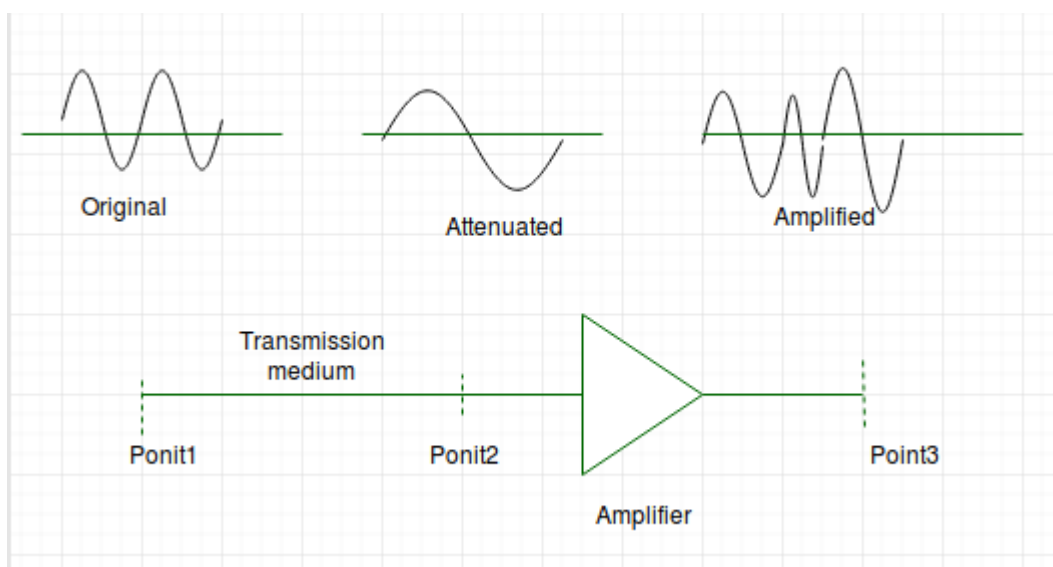 Original
Attenuated
Amplified
Transmission
medium
Ponit1
Ponit2
Point3
Amplifier